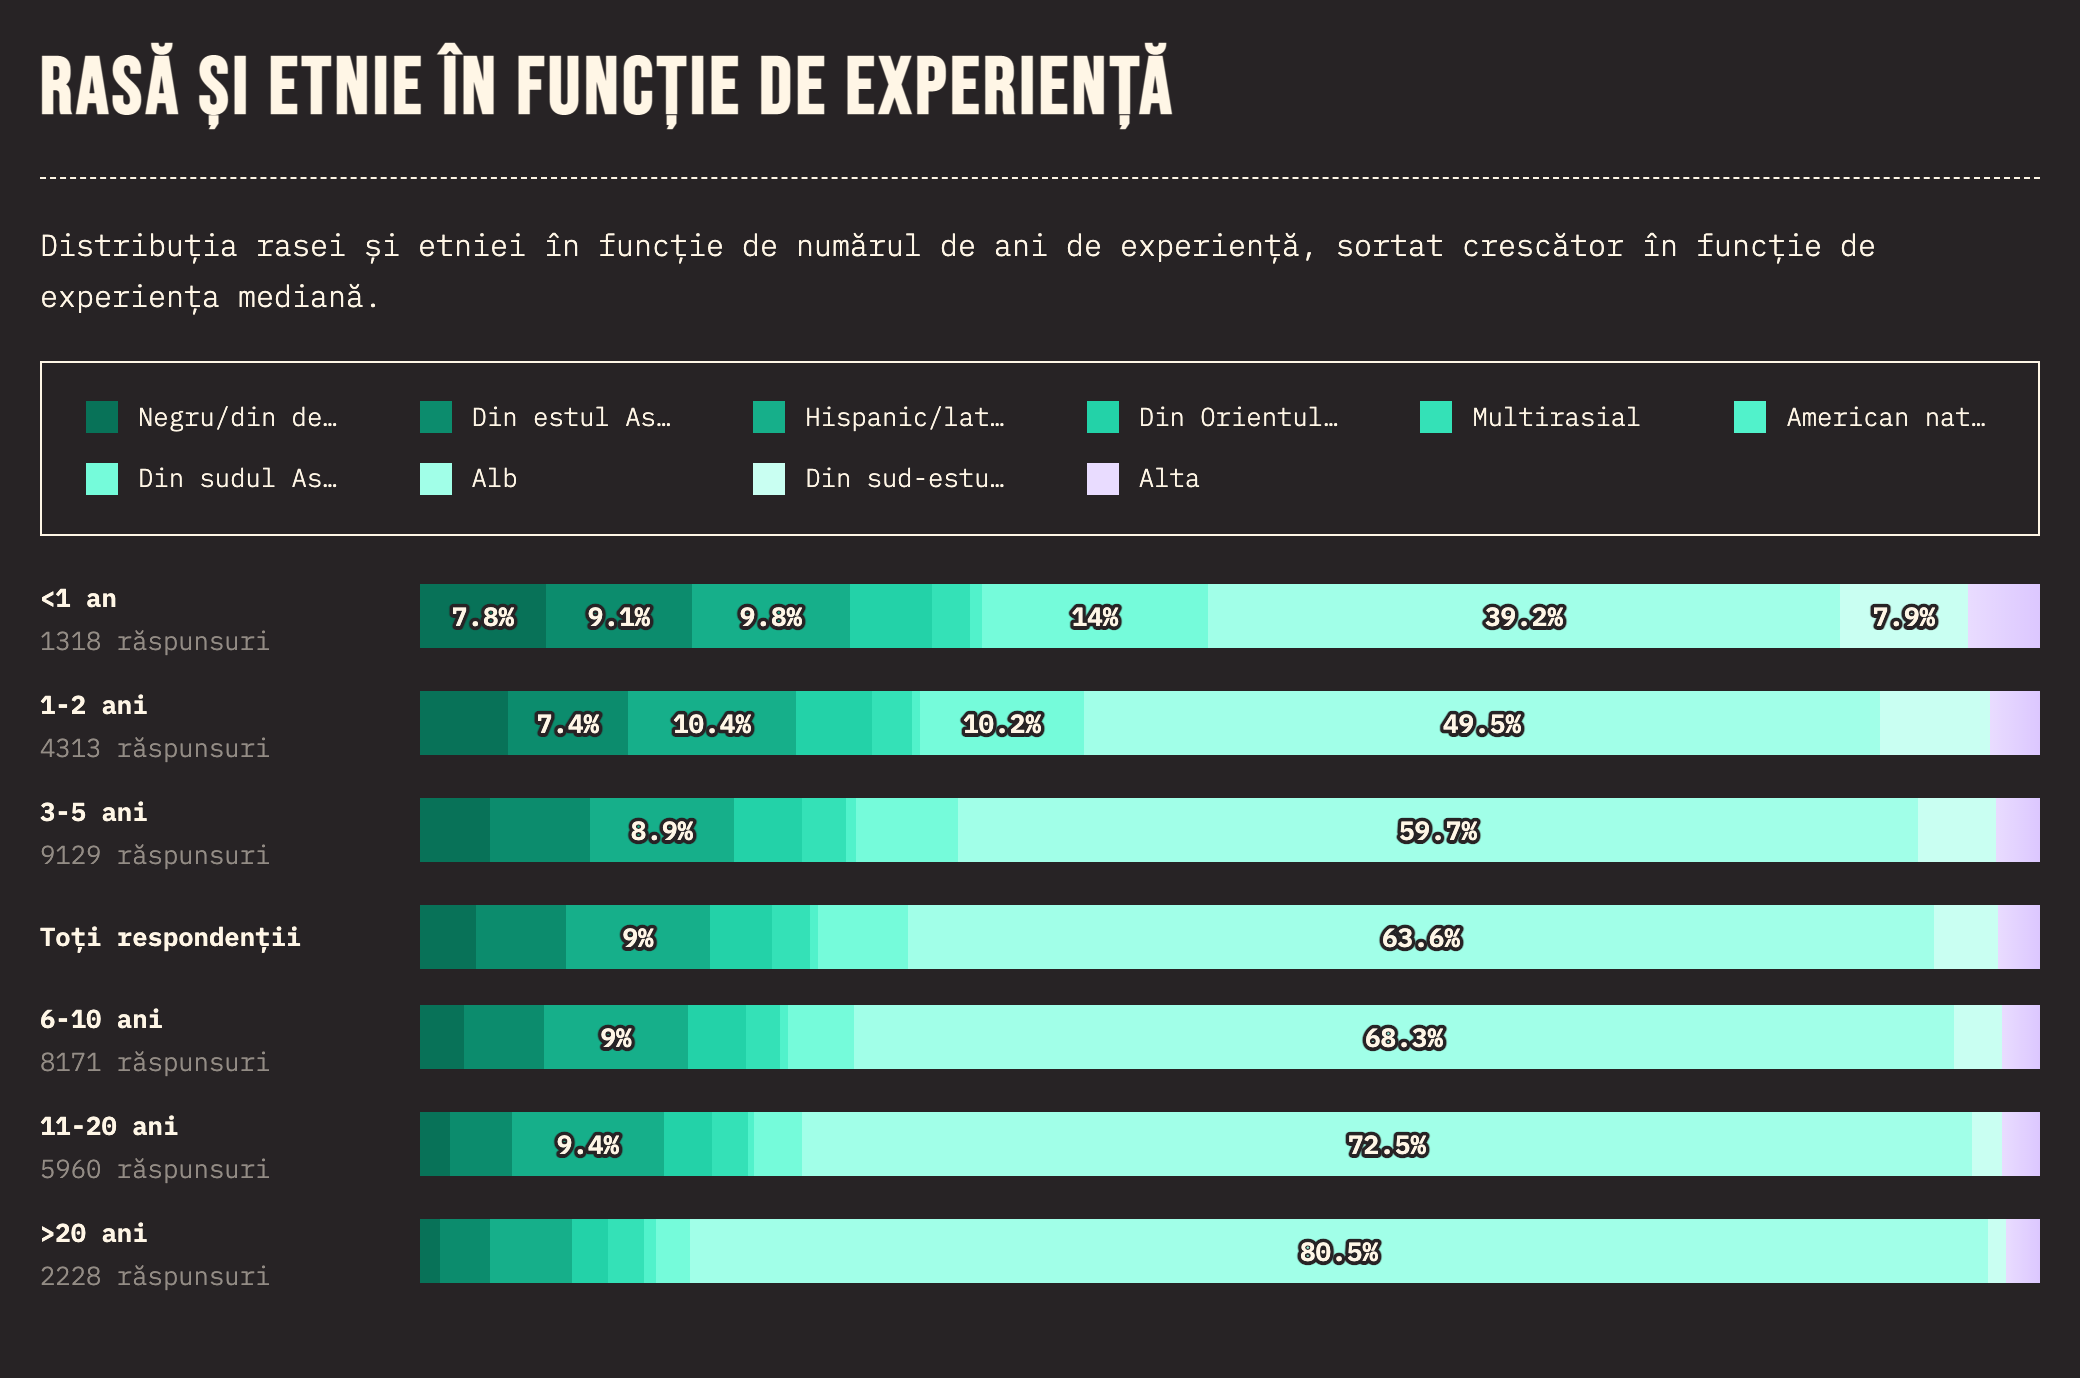 RASĂ ȘI ETNIE ÎN FUNCȚIE DE EXPERIENȚĂ
Distribuția rasei și etniei în funcție de numărul de ani de experiență, sortat crescător în funcție de
experiența mediană.
Negru/din de… Din estul As… Hispanic/lat… Din Orientul… Multirasial American nat…
Din sudul As… Alb Din sud-estu… Alta
<1 an
1318 răspunsuri
7.8% 9.1% 9.8% 14% 39.2% 7.9%
1-2 ani
4313 răspunsuri
7.4% 10.4% 10.2% 49.5%
3-5 ani
9129 răspunsuri
8.9% 59.7%
Toți respondenții
9% 63.6%
6-10 ani
8171 răspunsuri
9% 68.3%
11-20 ani
5960 răspunsuri
9.4% 72.5%
>20 ani
2228 răspunsuri
80.5%